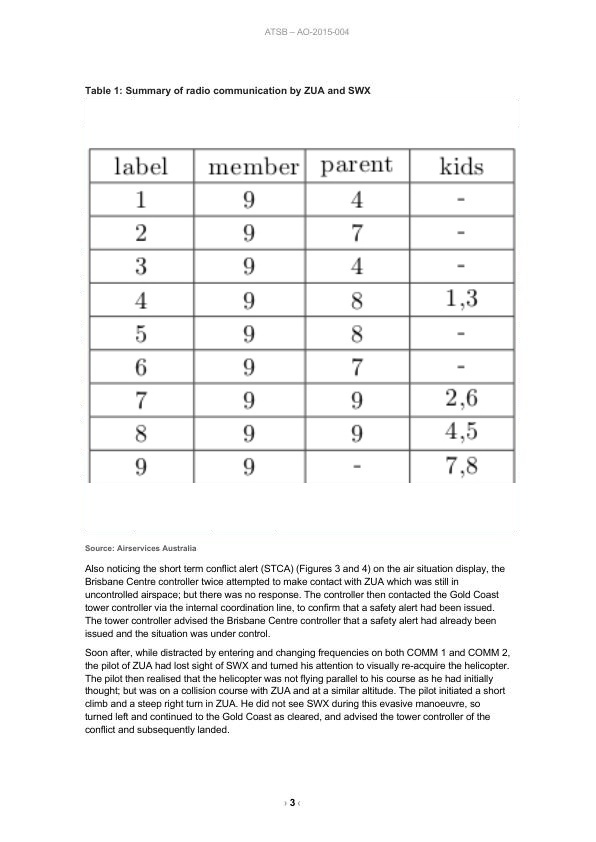 ATSB – AO-2015-004
Table 1: Summary of radio communication by ZUA and SWX
label member parent kids
1 9 4 -
2 9 7 -
3 9 4 -
4 9 8 1,3
5 9 8 -
6 9 7 -
7 9 9 2,6
8 9 9 4,5
9 9 - 7,8
Source: Airservices Australia
Also noticing the short term conflict alert (STCA) (Figures 3 and 4) on the air situation display, the
Brisbane Centre controller twice attempted to make contact with ZUA which was still in
uncontrolled airspace; but there was no response. The controller then contacted the Gold Coast
tower controller via the internal coordination line, to confirm that a safety alert had been issued.
The tower controller advised the Brisbane Centre controller that a safety alert had already been
issued and the situation was under control.
Soon after, while distracted by entering and changing frequencies on both COMM 1 and COMM 2,
the pilot of ZUA had lost sight of SWX and turned his attention to visually re-acquire the helicopter.
The pilot then realised that the helicopter was not flying parallel to his course as he had initially
thought; but was on a collision course with ZUA and at a similar altitude. The pilot initiated a short
climb and a steep right turn in ZUA. He did not see SWX during this evasive manoeuvre, so
turned left and continued to the Gold Coast as cleared, and advised the tower controller of the
conflict and subsequently landed.
› 3 ‹